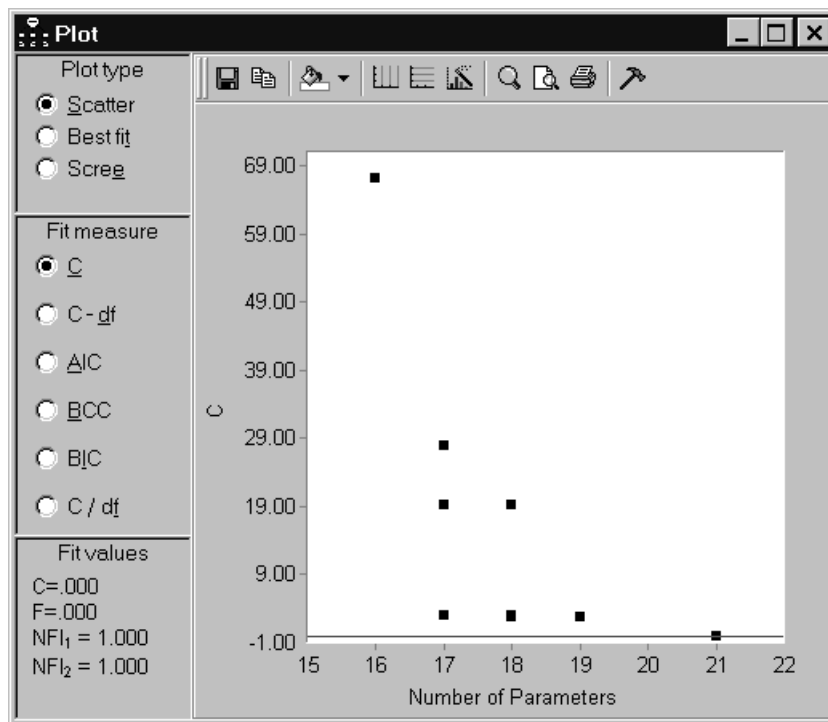 Plot
Plot type
Scatter
Best fit
Scree
Fit measure
C
C - df
AIC
BCC
BIC
C / df
Fit values
C=.000
F=.000
NFI₁ = 1.000
NFI₂ = 1.000
69.00
59.00
49.00
39.00
29.00
19.00
9.00
-1.00
C
15 16 17 18 19 20 21 22
Number of Parameters